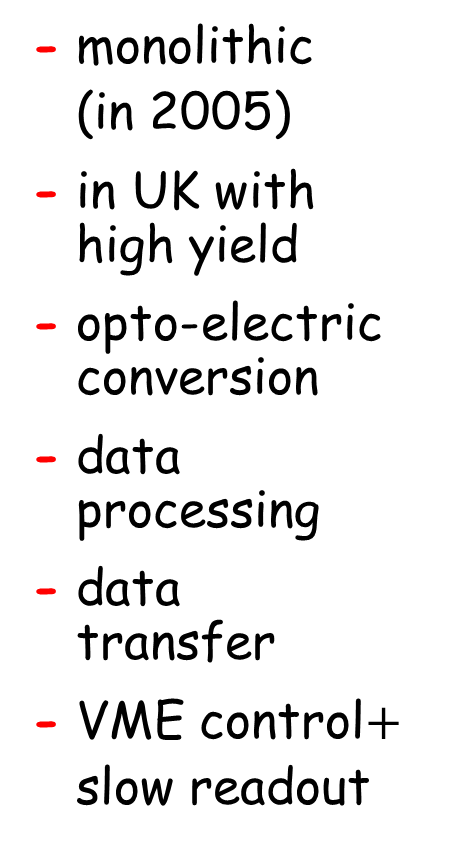 - monolithic
(in 2005)
- in UK with
high yield
- opto-electric
conversion
- data
processing
- data
transfer
- VME control+
slow readout